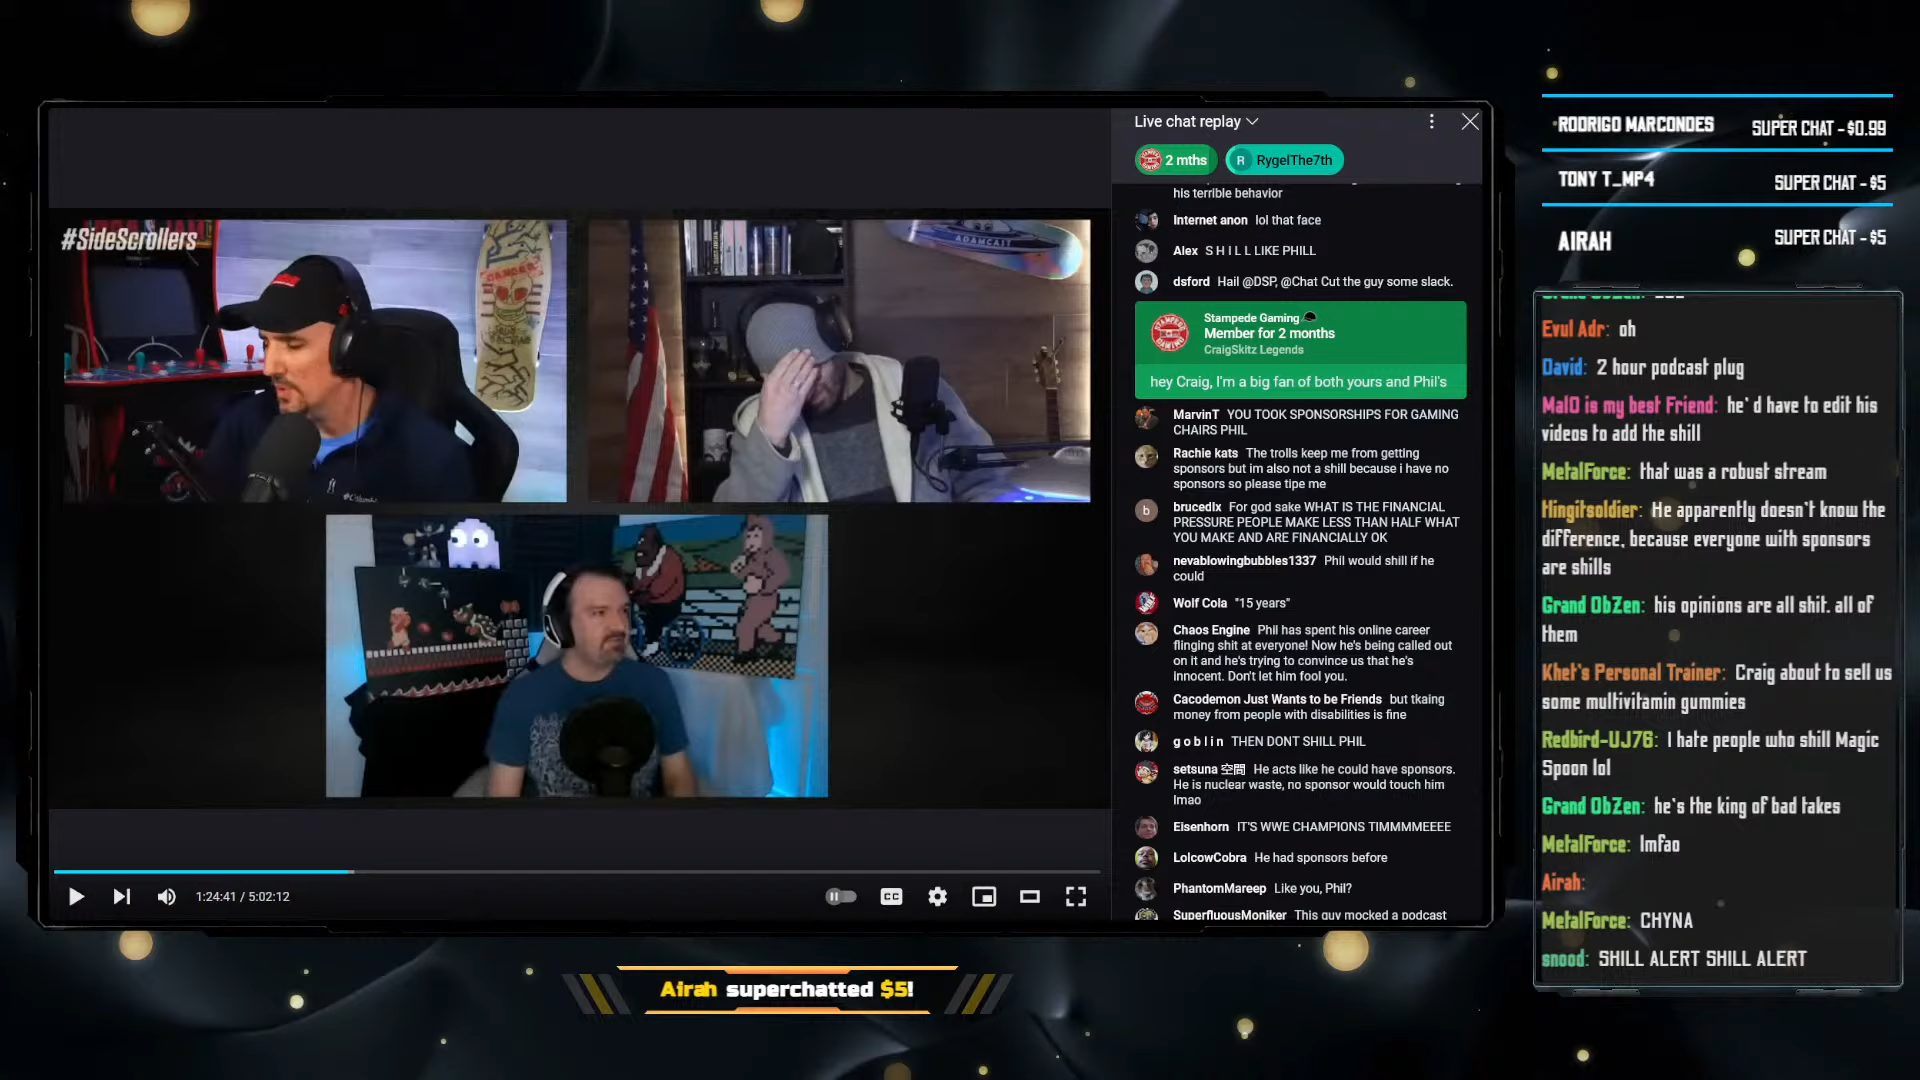 #SideScrollers
ADAMCAST
Live chat replay
2 mths
R RygelThe7th
his terrible behavior
Internet anon lol that face
Alex S H I L L LIKE PHILL
dsford Hail @DSP, @Chat Cut the guy some slack.
Stampede Gaming
Member for 2 months
CraigSkitz Legends
hey Craig, I'm a big fan of both yours and Phil's
MarvinT YOU TOOK SPONSORSHIPS FOR GAMING
CHAIRS PHIL
Rachie kats The trolls keep me from getting
sponsors but im also not a shill because i have no
sponsors so please tipe me
b brucedix For god sake WHAT IS THE FINANCIAL
PRESSURE PEOPLE MAKE LESS THAN HALF WHAT
YOU MAKE AND ARE FINANCIALLY OK
nevablowingbubbles1337 Phil would shill if he
could
Wolf Cola "15 years"
Chaos Engine Phil has spent his online career
flinging shit at everyone! Now he's being called out
on it and he's trying to convince us that he's
innocent. Don't let him fool you.
Cacodemon Just Wants to be Friends but tkaing
money from people with disabilities is fine
g o b l i n THEN DONT SHILL PHIL
setsuna 空間 He acts like he could have sponsors.
He is nuclear waste, no sponsor would touch him
lmao
Eisenhorn IT'S WWE CHAMPIONS TIMMMMEEEE
LolcowCobra He had sponsors before
PhantomMareep Like you, Phil?
SuperfluousMoniker This guy mocked a podcast
1:24:41 / 5:02:12
CC
Airah superchatted $5!
RODRIGO MARCONDES SUPER CHAT - $0.99
TONY T_MP4 SUPER CHAT - $5
AIRAH SUPER CHAT - $5
Evul Adr: oh
David: 2 hour podcast plug
MalO is my best Friend: he'd have to edit his
videos to add the shill
MetalForce: that was a robust stream
Hingitsoldier: He apparently doesn't know the
difference, because everyone with sponsors
are shills
Grand ObZen: his opinions are all shit. all of
them
Khet's Personal Trainer: Craig about to sell us
some multivitamin gummies
Redbird-UJ76: I hate people who shill Magic
Spoon lol
Grand ObZen: he's the king of bad takes
MetalForce: lmfao
Airah:
MetalForce: CHYNA
snood: SHILL ALERT SHILL ALERT